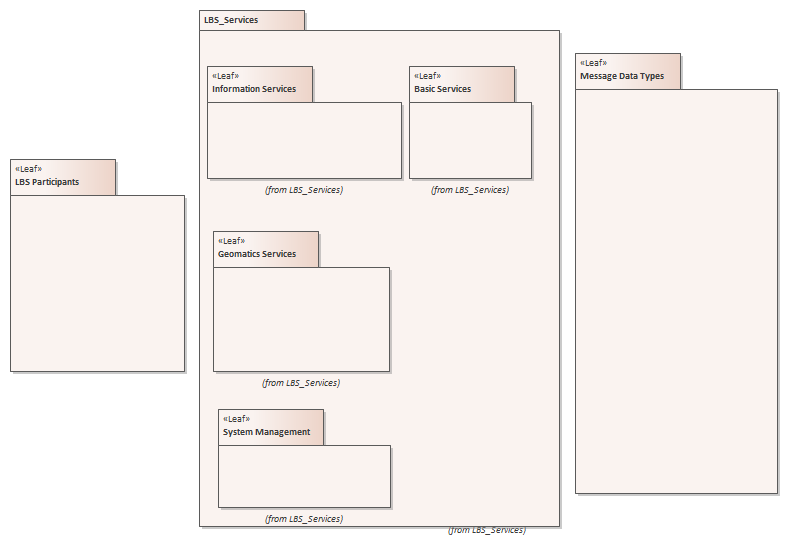 LBS_Services
«Leaf»
Information Services
(from LBS_Services)
«Leaf»
Basic Services
(from LBS_Services)
«Leaf»
Message Data Types
«Leaf»
LBS Participants
«Leaf»
Geomatics Services
(from LBS_Services)
«Leaf»
System Management
(from LBS_Services)
(from LBS_Services)